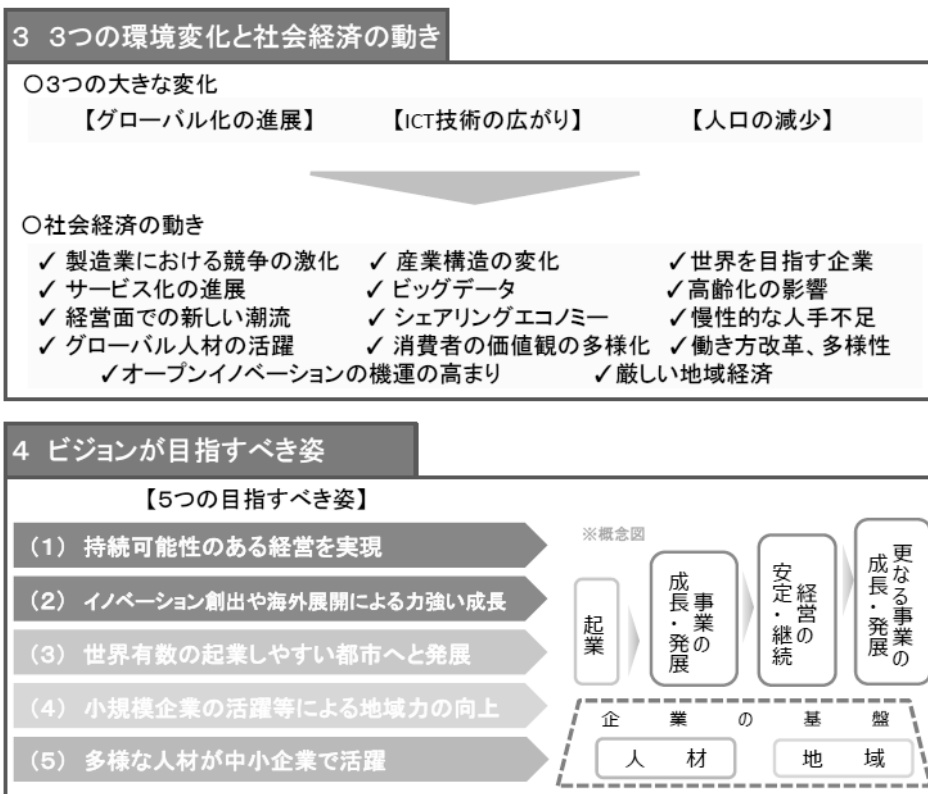 3 3つの環境変化と社会経済の動き
○3つの大きな変化
【グローバル化の進展】 【ICT技術の広がり】 【人口の減少】
○社会経済の動き
✓ 製造業における競争の激化 ✓ 産業構造の変化 ✓世界を目指す企業
✓ サービス化の進展 ✓ビッグデータ ✓高齢化の影響
✓ 経営面での新しい潮流 ✓ シェアリングエコノミー ✓慢性的な人手不足
✓ グローバル人材の活躍 ✓ 消費者の価値観の多様化 ✓働き方改革、多様性
✓オープンイノベーションの機運の高まり ✓厳しい地域経済
4 ビジョンが目指すべき姿
【5つの目指すべき姿】
(1) 持続可能性のある経営を実現
(2) イノベーション創出や海外展開による力強い成長
(3) 世界有数の起業しやすい都市へと発展
(4) 小規模企業の活躍等による地域力の向上
(5) 多様な人材が中小企業で活躍
※概念図
起業
事業の
成長・発展
経営の
安定・継続
更なる事業の
成長・発展
企業の基盤
人材
地域